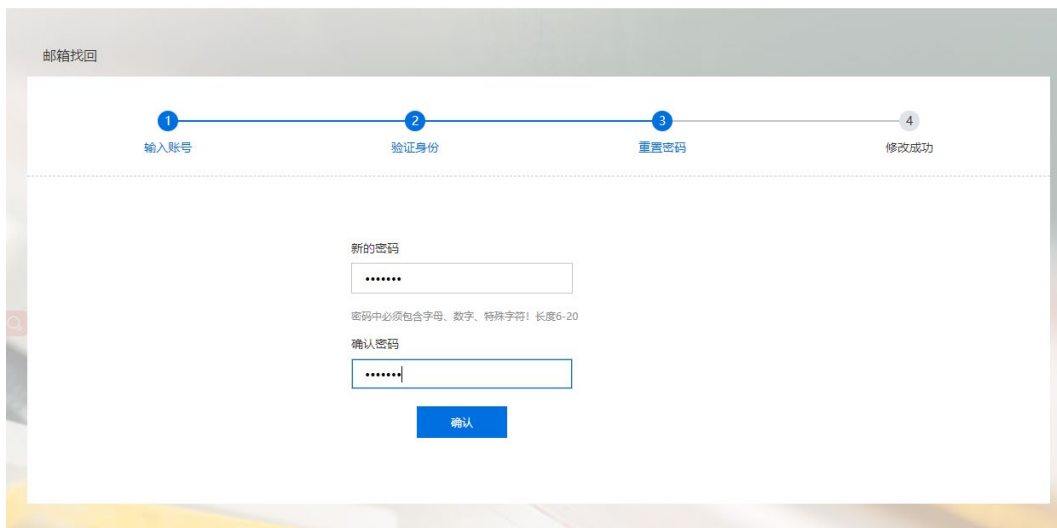 邮箱找回
1
2
3
4
输入账号
验证身份
重置密码
修改成功
新的密码
•••••••
密码中必须包含字母、数字、特殊字符！长度6-20
确认密码
•••••••
确认